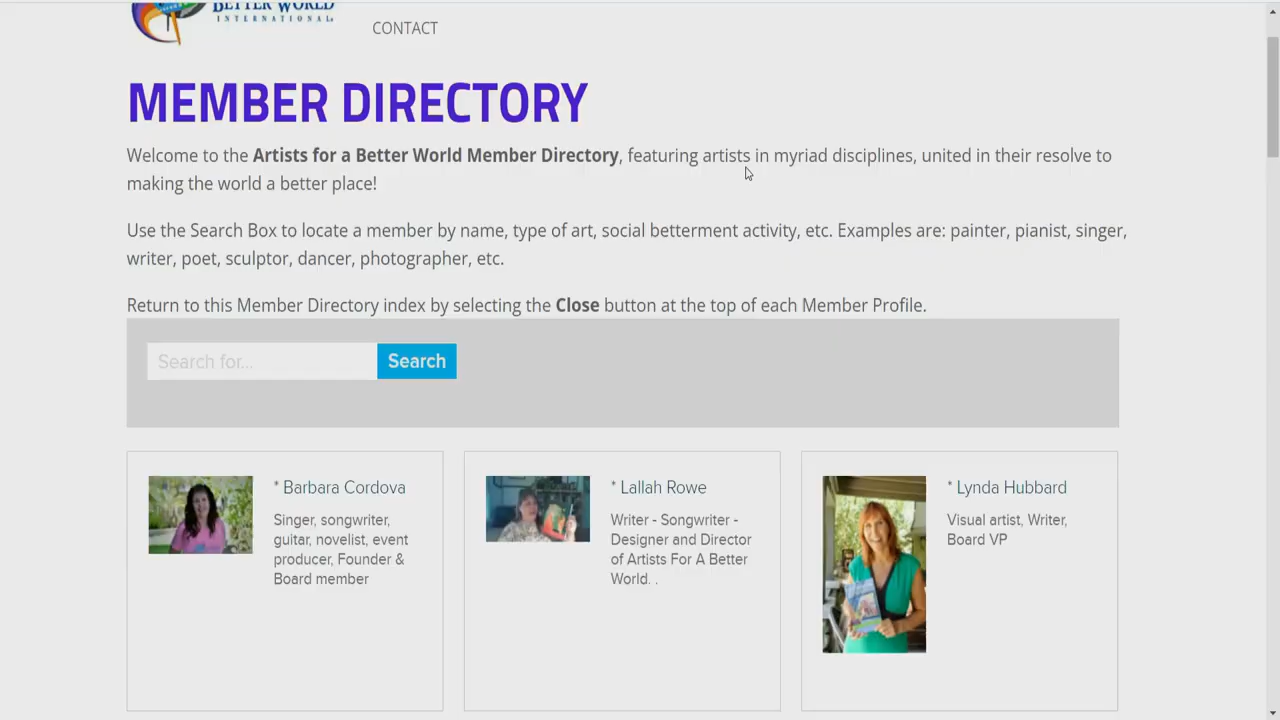 BETTER WORLD
INTERNATIONAL
CONTACT
MEMBER DIRECTORY
Welcome to the Artists for a Better World Member Directory, featuring artists in myriad disciplines, united in their resolve to
making the world a better place!
Use the Search Box to locate a member by name, type of art, social betterment activity, etc. Examples are: painter, pianist, singer,
writer, poet, sculptor, dancer, photographer, etc.
Return to this Member Directory index by selecting the Close button at the top of each Member Profile.
Search for...
Search
* Barbara Cordova
Singer, songwriter,
guitar, novelist, event
producer, Founder &
Board member
* Lallah Rowe
Writer - Songwriter -
Designer and Director
of Artists For A Better
World. .
* Lynda Hubbard
Visual artist, Writer,
Board VP